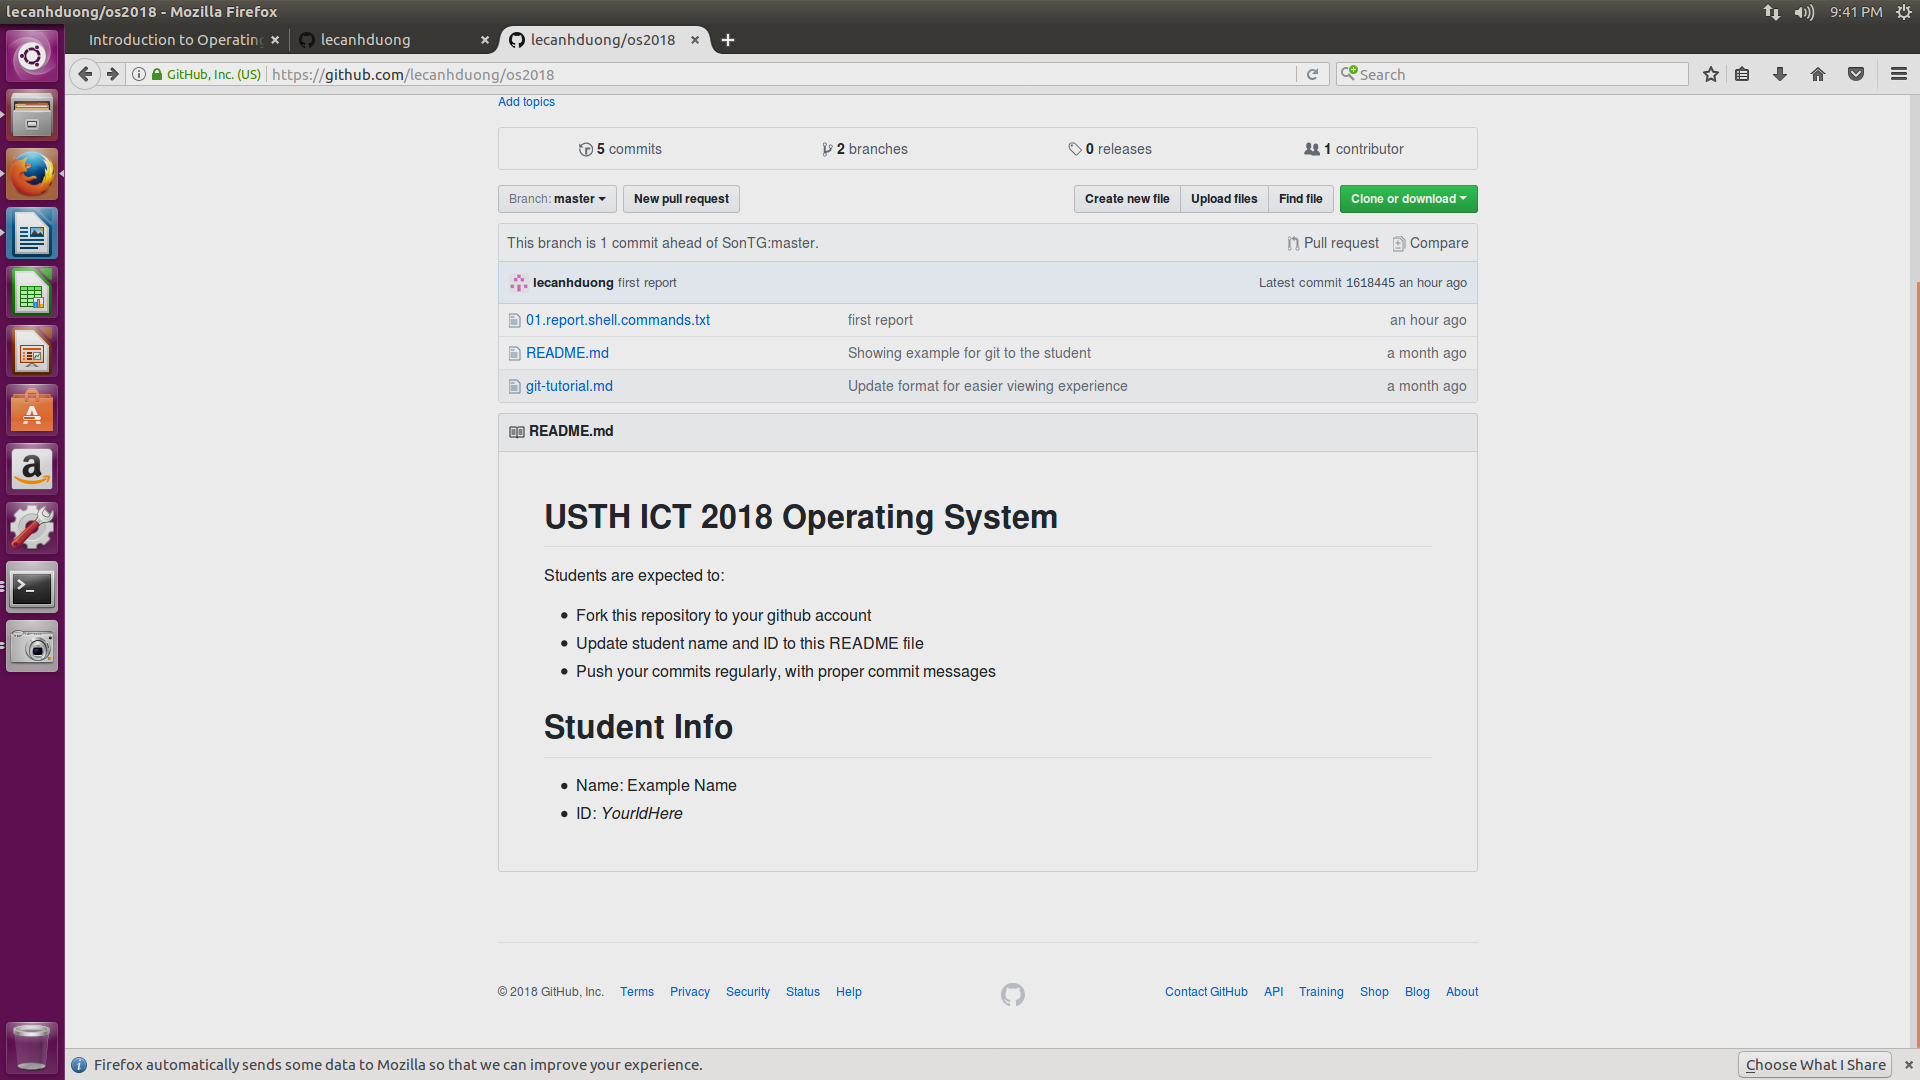 lecanhduong/os2018 - Mozilla Firefox
9:41 PM
Introduction to Operating
lecanhduong
lecanhduong/os2018
GitHub, Inc. (US)
https://github.com/lecanhduong/os2018
Search
Add topics
5 commits
2 branches
0 releases
1 contributor
Branch: master
New pull request
Create new file
Upload files
Find file
Clone or download
This branch is 1 commit ahead of SonTG:master.
Pull request
Compare
lecanhduong first report
Latest commit 1618445 an hour ago
01.report.shell.commands.txt
first report
an hour ago
README.md
Showing example for git to the student
a month ago
git-tutorial.md
Update format for easier viewing experience
a month ago
README.md
USTH ICT 2018 Operating System
Students are expected to:
• Fork this repository to your github account
• Update student name and ID to this README file
• Push your commits regularly, with proper commit messages
Student Info
• Name: Example Name
• ID: YourIdHere
© 2018 GitHub, Inc.
Terms
Privacy
Security
Status
Help
Contact GitHub
API
Training
Shop
Blog
About
Firefox automatically sends some data to Mozilla so that we can improve your experience.
Choose What I Share